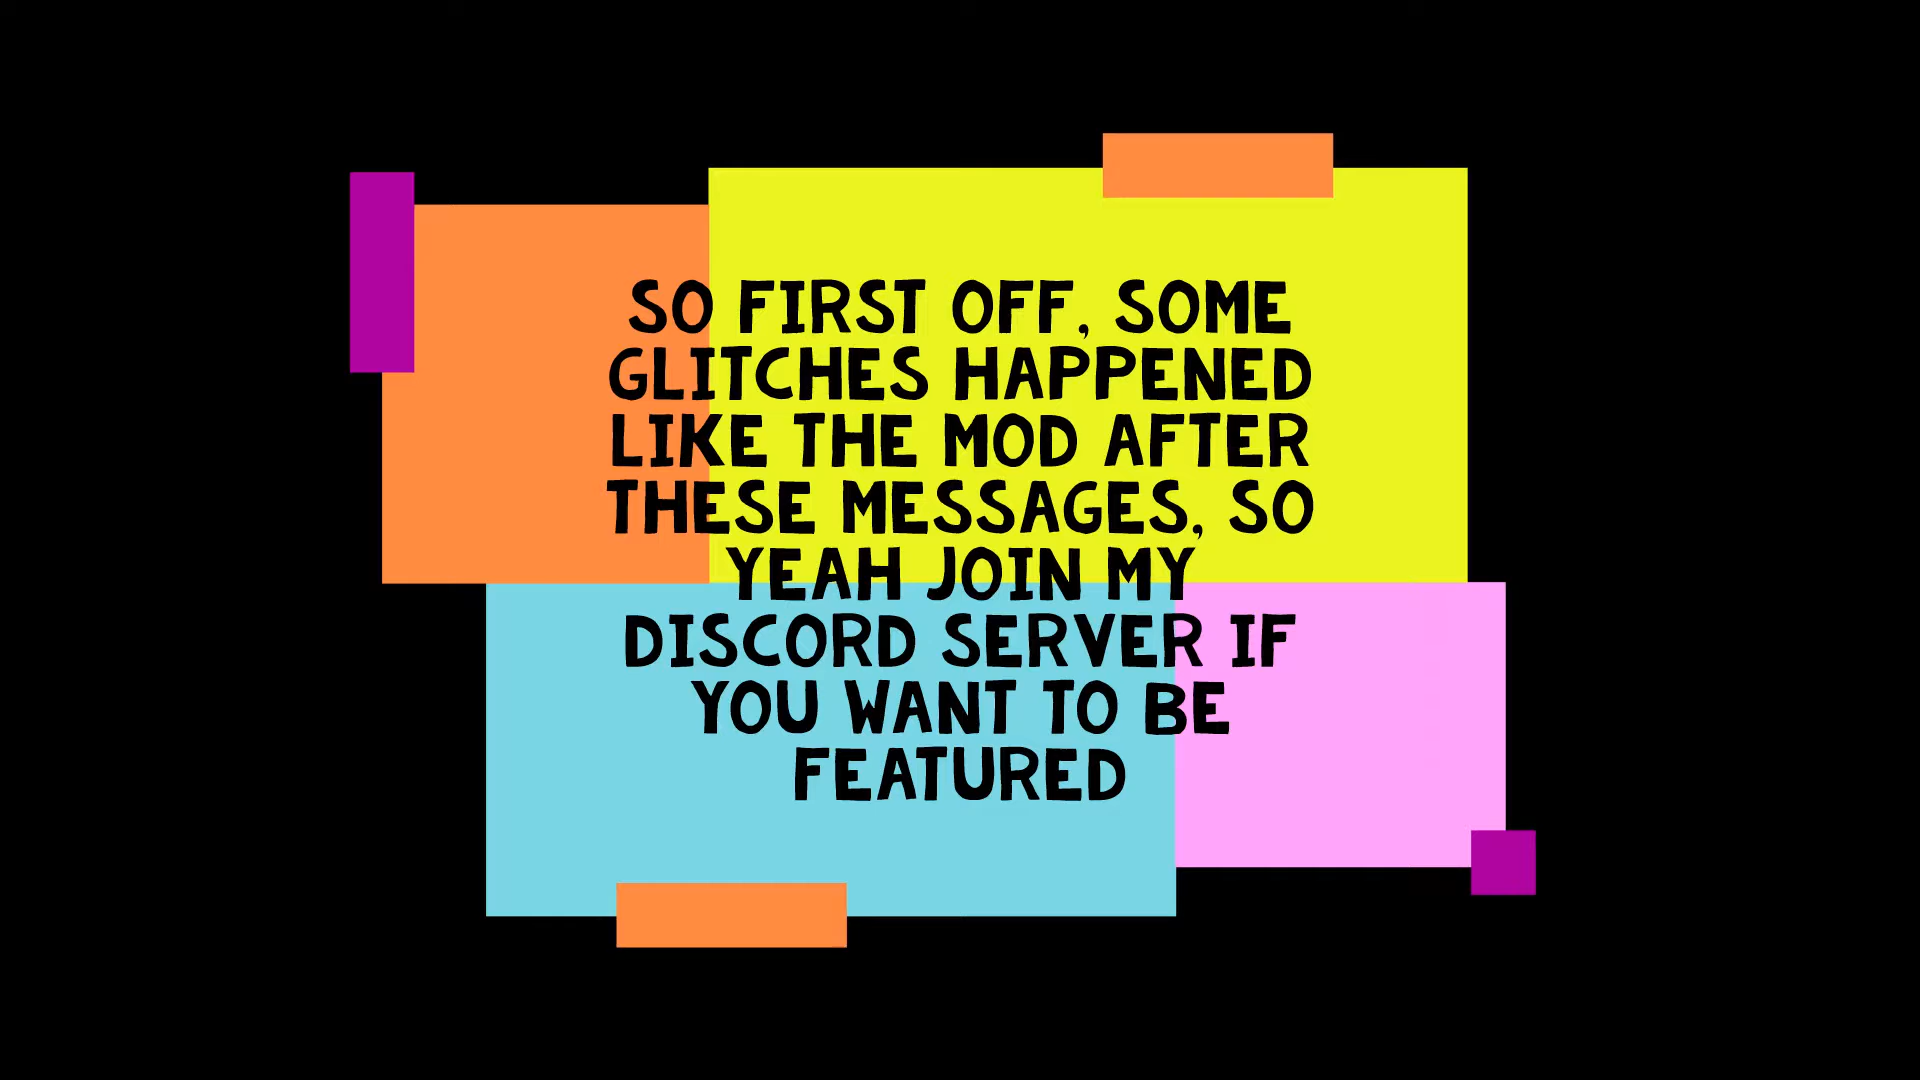 SO FIRST OFF, SOME
GLITCHES HAPPENED
LIKE THE MOD AFTER
THESE MESSAGES, SO
YEAH JOIN MY
DISCORD SERVER IF
YOU WANT TO BE
FEATURED